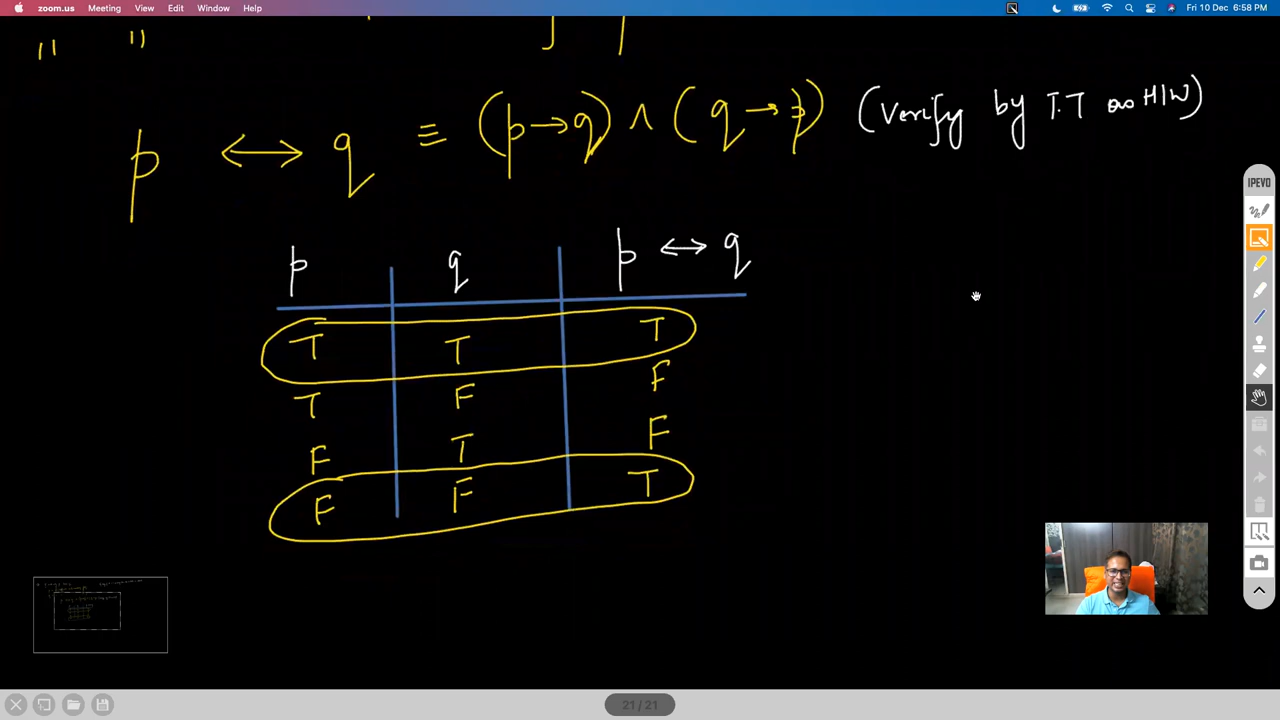 zoom.us Meeting View Edit Window Help Fri 10 Dec 6:58 PM
" "
p ↔ q ≡ (p → q) ∧ (q → p) (Verify by T.T as H/W)
p q p ↔ q
T T T
T F F
F T F
F F T
IPEVO
21 / 21